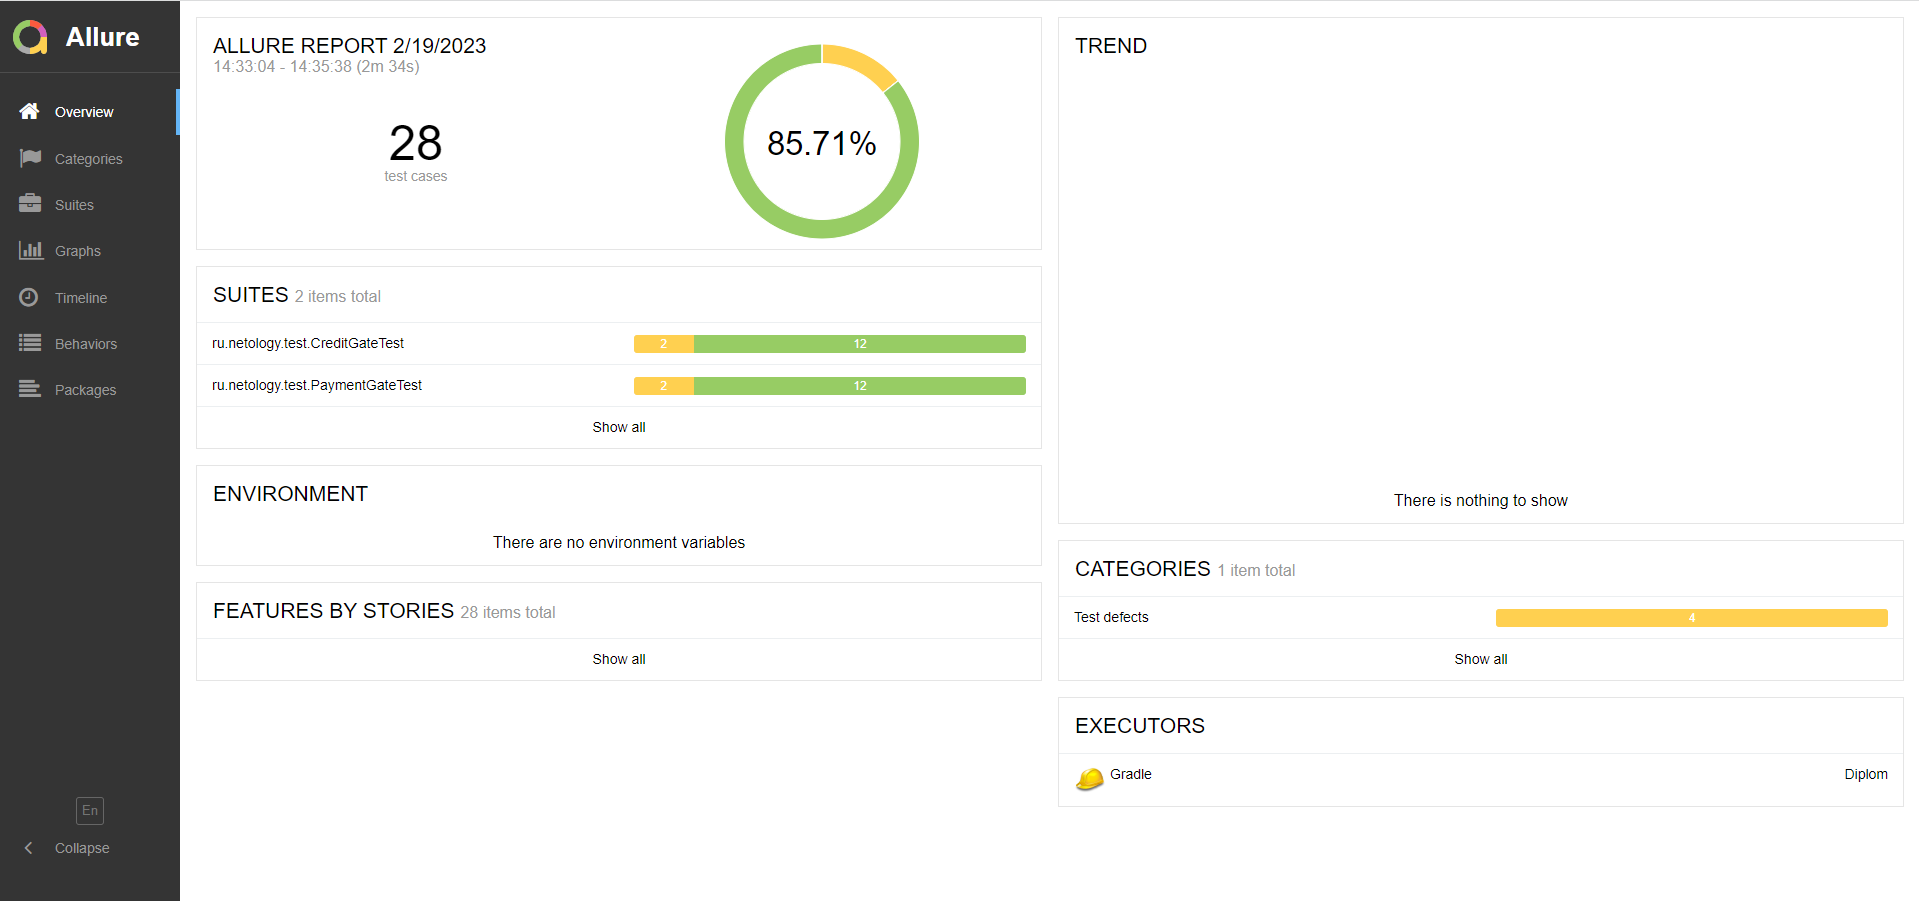 Allure
Overview
Categories
Suites
Graphs
Timeline
Behaviors
Packages
En
Collapse
ALLURE REPORT 2/19/2023
14:33:04 - 14:35:38 (2m 34s)
28
test cases
85.71%
SUITES 2 items total
ru.netology.test.CreditGateTest 2 12
ru.netology.test.PaymentGateTest 2 12
Show all
ENVIRONMENT
There are no environment variables
FEATURES BY STORIES 28 items total
Show all
TREND
There is nothing to show
CATEGORIES 1 item total
Test defects 4
Show all
EXECUTORS
Gradle Diplom